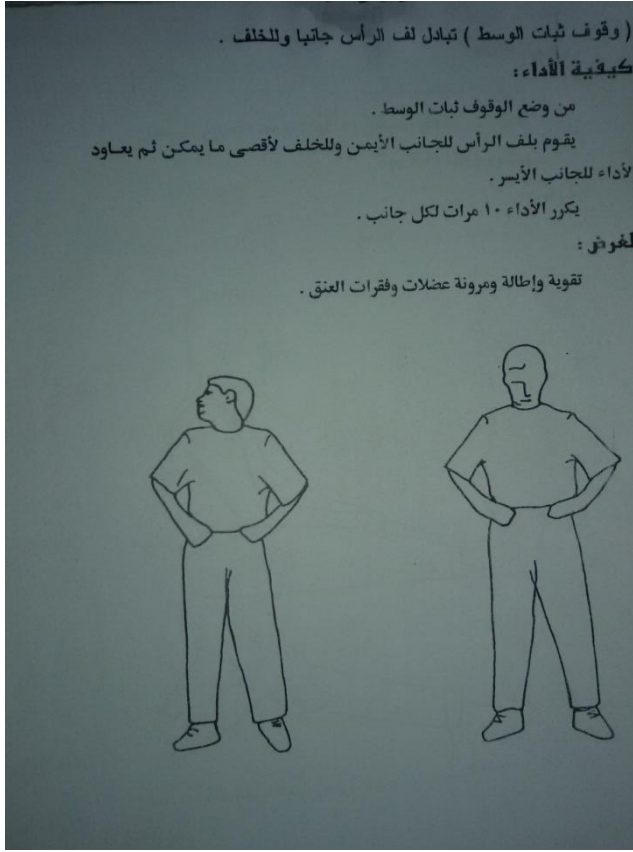 ( وقوف ثبات الوسط ) تبادل لف الرأس جانبا وللخلف .
كيفية الأداء :
من وضع الوقوف ثبات الوسط .
يقوم بلف الرأس للجانب الأيمن وللخلف لأقصى ما يمكن ثم يعاود
لأداء للجانب الأيسر .
يكرر الأداء ١٠ مرات لكل جانب .
لغرض :
تقوية وإطالة ومرونة عضلات وفقرات العنق .